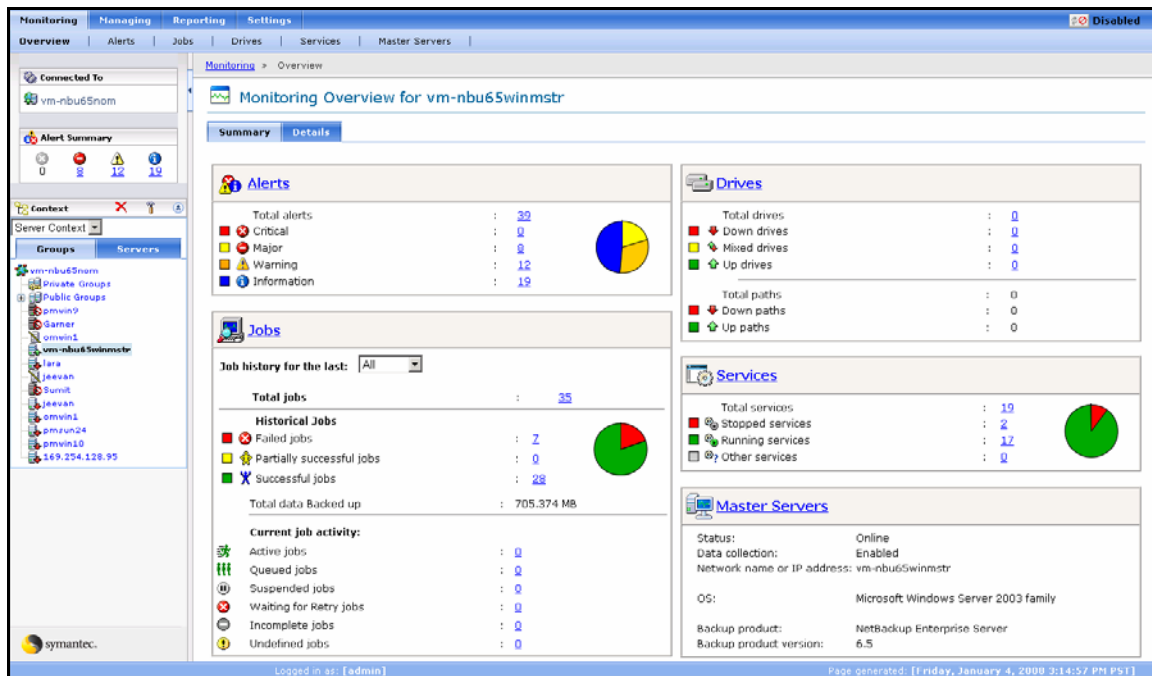 Monitoring Managing Reporting Settings Disabled
Overview | Alerts | Jobs | Drives | Services | Master Servers |
Connected To
vm-nbu65nom
Alert Summary
0 8 12 19
Context
Server Context
Groups Servers
vm-nbu65nom
Private Groups
Public Groups
pmvin9
Garner
omvin1
vm-nbu65winmstr
lara
jeevan
Sumit
jeevan
omvin1
pmsun24
pmvin10
169.254.128.95
symantec.
Monitoring » Overview
Monitoring Overview for vm-nbu65winmstr
Summary Details
Alerts
Total alerts : 39
Critical : 0
Major : 8
Warning : 12
Information : 19
Jobs
Job history for the last: All
Total jobs : 35
Historical Jobs
Failed jobs : 7
Partially successful jobs : 0
Successful jobs : 28
Total data Backed up : 705.374 MB
Current job activity:
Active jobs : 0
Queued jobs : 0
Suspended jobs : 0
Waiting for Retry jobs : 0
Incomplete jobs : 0
Undefined jobs : 0
Drives
Total drives : 0
Down drives : 0
Mixed drives : 0
Up drives : 0
Total paths : 0
Down paths : 0
Up paths : 0
Services
Total services : 19
Stopped services : 2
Running services : 17
Other services : 0
Master Servers
Status: Online
Data collection: Enabled
Network name or IP address: vm-nbu65winmstr
OS: Microsoft Windows Server 2003 family
Backup product: NetBackup Enterprise Server
Backup product version: 6.5
Logged in as: [admin] Page generated: [Friday, January 4, 2008 3:14:57 PM PST]